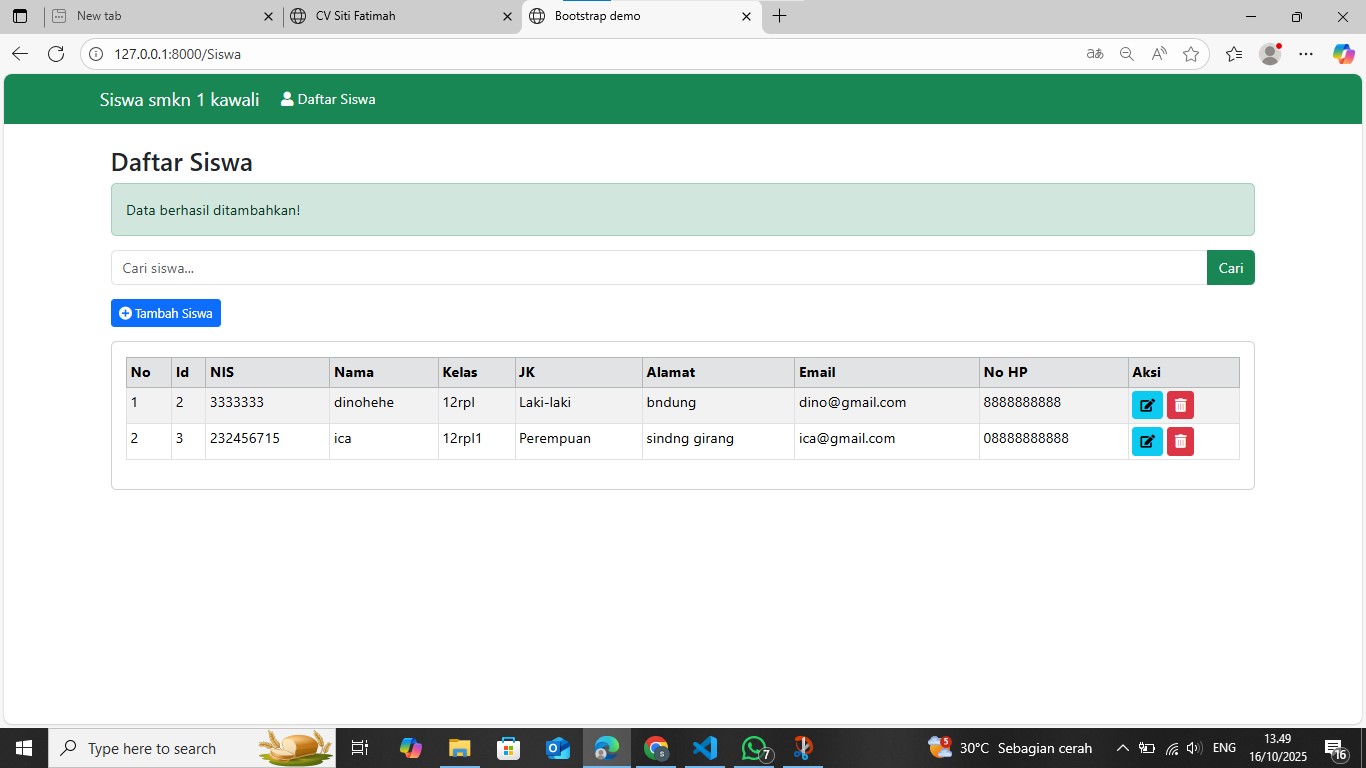 New tab
CV Siti Fatimah
Bootstrap demo
127.0.0.1:8000/Siswa
Siswa smkn 1 kawali
Daftar Siswa
Daftar Siswa
Data berhasil ditambahkan!
Cari siswa...
Cari
Tambah Siswa
No Id NIS Nama Kelas JK Alamat Email No HP Aksi
1 2 3333333 dinohehe 12rpl Laki-laki bndung dino@gmail.com 8888888888
2 3 232456715 ica 12rpl1 Perempuan sindng girang ica@gmail.com 08888888888
Type here to search
7
5
30°C Sebagian cerah
ENG
13.49
16/10/2025
16